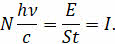 N hν/c = E/St = I.